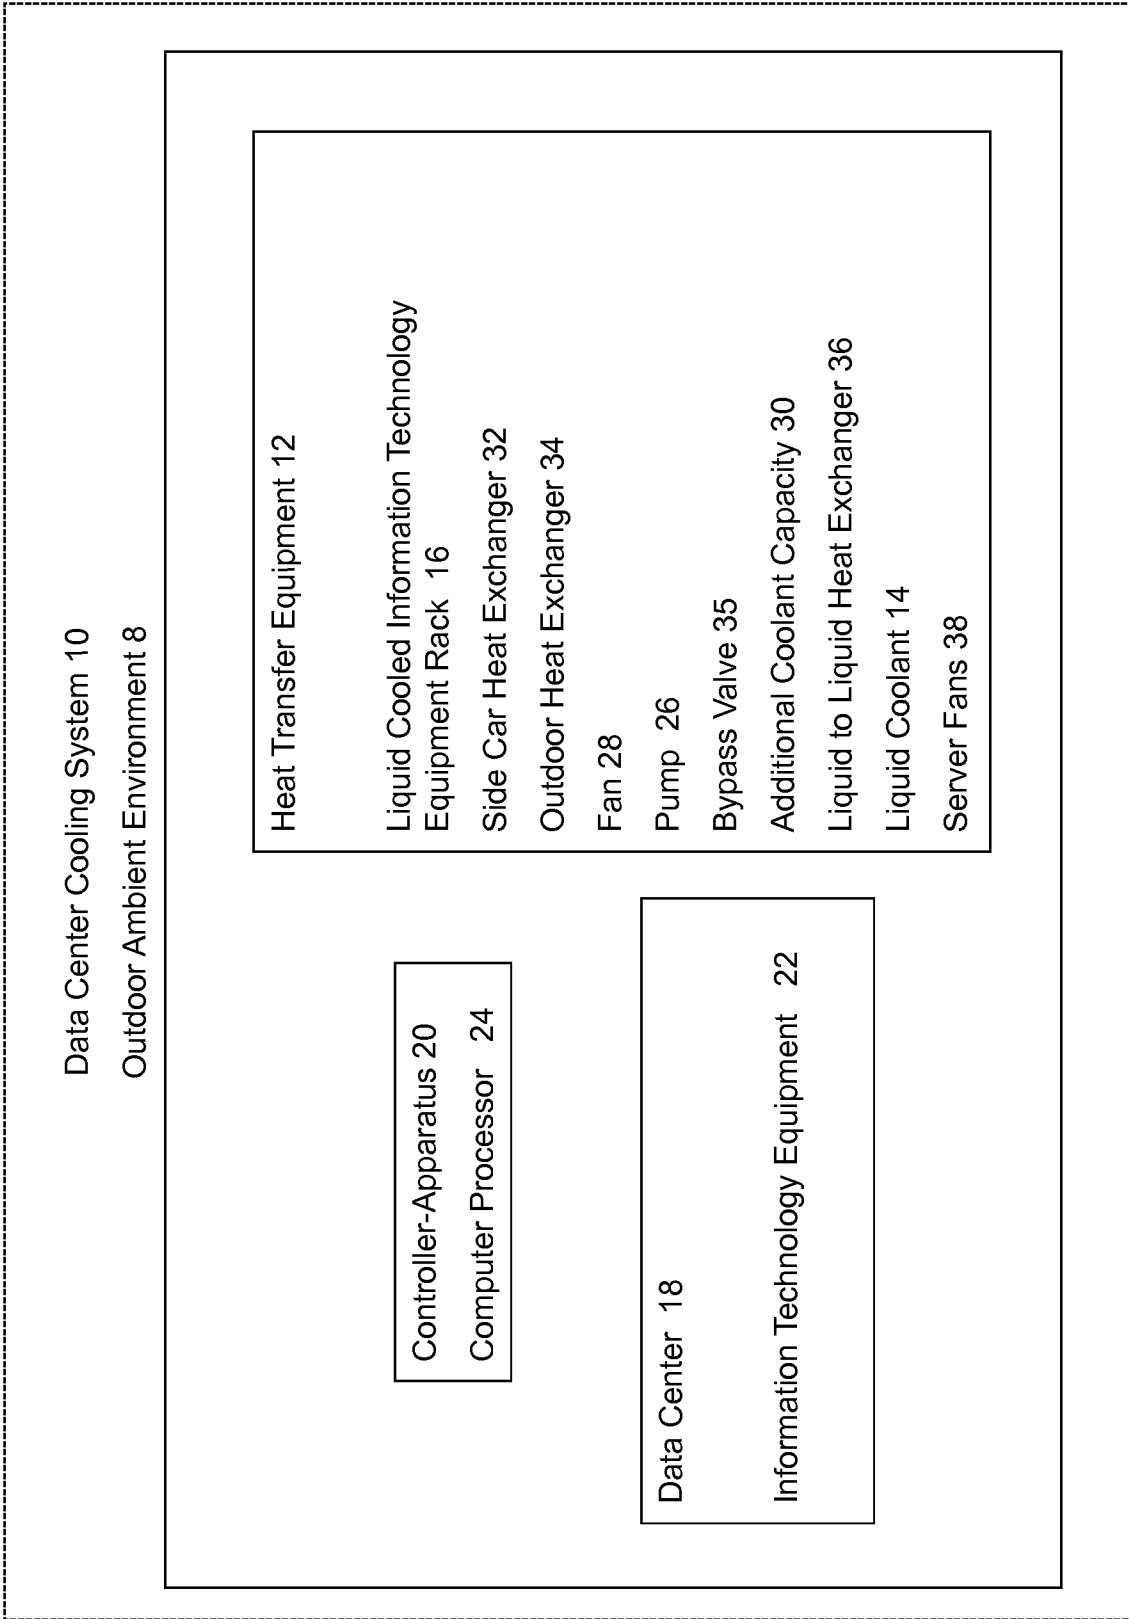 Data Center Cooling System 10
Outdoor Ambient Environment 8
Controller-Apparatus 20
Computer Processor 24
Data Center 18
Information Technology Equipment 22
Heat Transfer Equipment 12
Liquid Cooled Information Technology
Equipment Rack 16
Side Car Heat Exchanger 32
Outdoor Heat Exchanger 34
Fan 28
Pump 26
Bypass Valve 35
Additional Coolant Capacity 30
Liquid to Liquid Heat Exchanger 36
Liquid Coolant 14
Server Fans 38